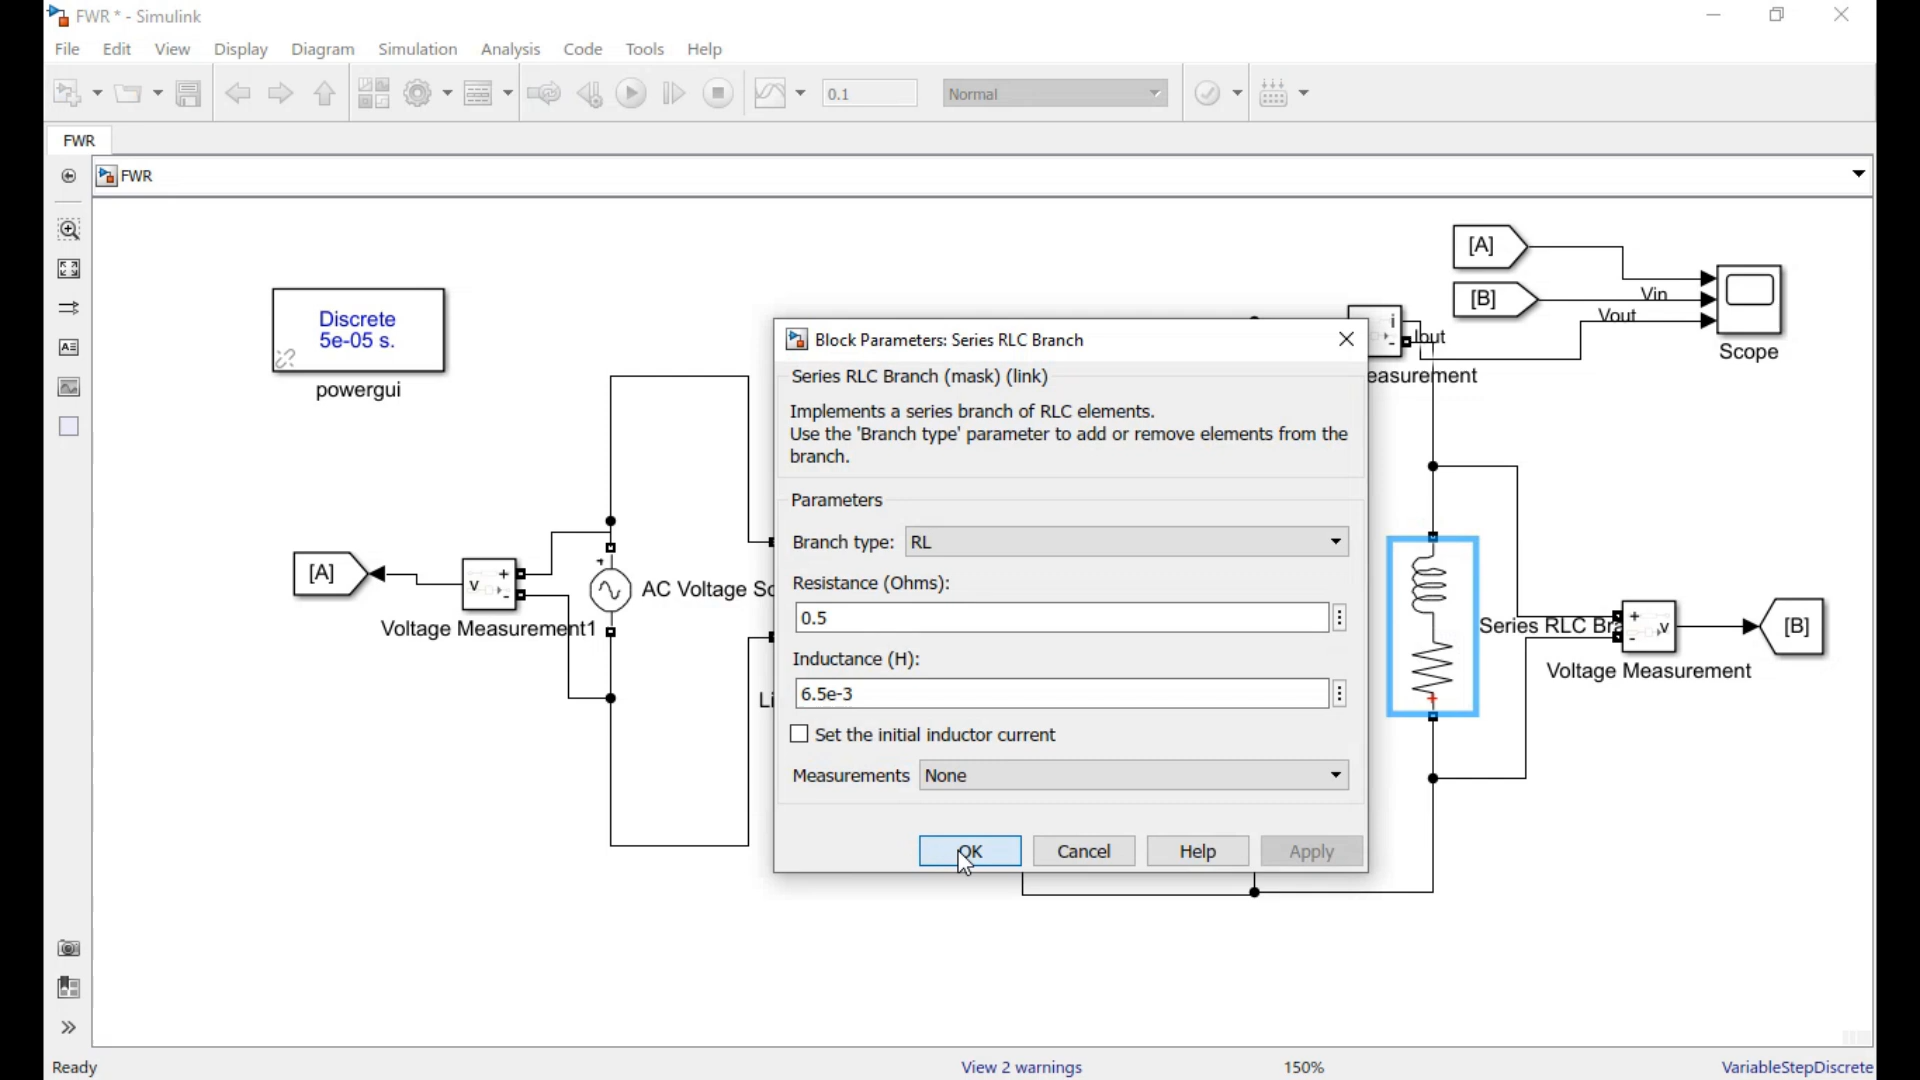 FWR * - Simulink
File Edit View Display Diagram Simulation Analysis Code Tools Help
0.1 Normal
FWR
FWR
[A]
[B]
Vin
Vout
Iout
Scope
easurement
Discrete
5e-05 s.
powergui
[A]
v + -
Voltage Measurement1
AC Voltage So
Li
Block Parameters: Series RLC Branch
Series RLC Branch (mask) (link)
Implements a series branch of RLC elements.
Use the 'Branch type' parameter to add or remove elements from the
branch.
Parameters
Branch type: RL
Resistance (Ohms):
0.5
Inductance (H):
6.5e-3
Set the initial inductor current
Measurements None
OK Cancel Help Apply
i
-
Series RLC Bra
+ - v
Voltage Measurement
[B]
Ready View 2 warnings 150% VariableStepDiscrete